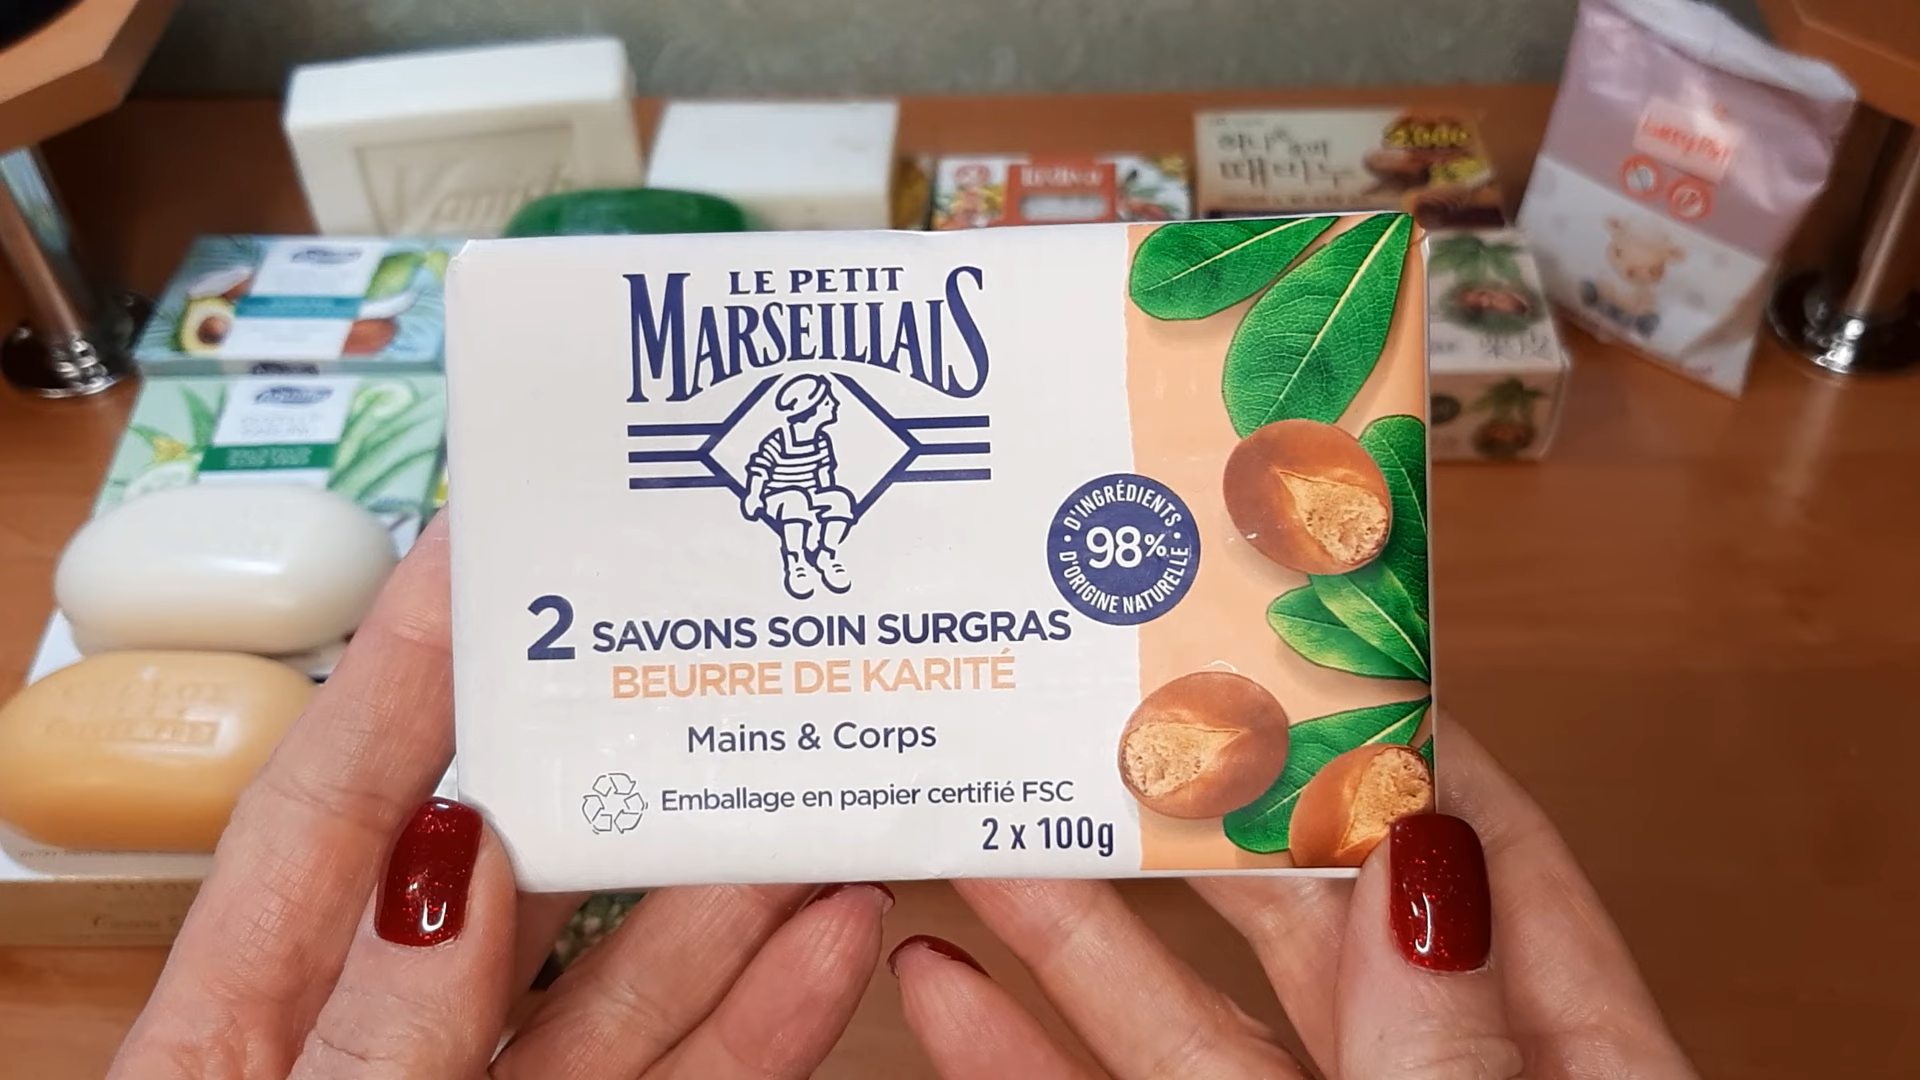 LE PETIT
MARSEILLAIS
D'INGRÉDIENTS
98%
D'ORIGINE NATURELLE
2 SAVONS SOIN SURGRAS
BEURRE DE KARITÉ
Mains & Corps
Emballage en papier certifié FSC
2 x 100g